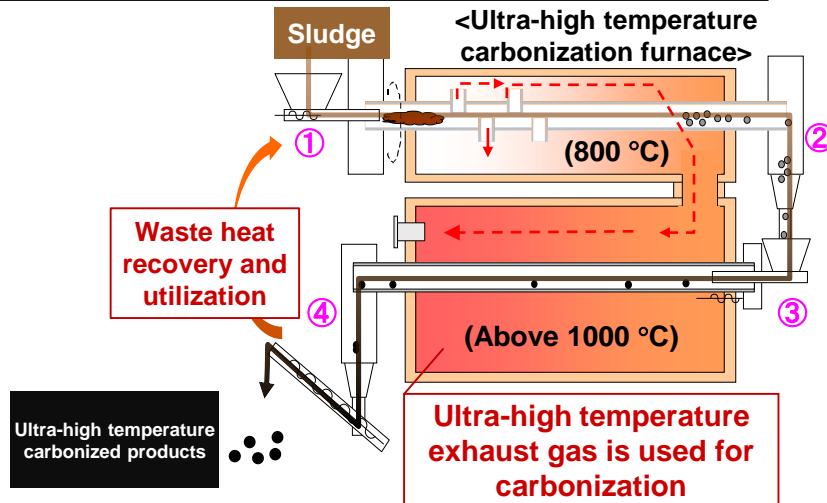 Sludge
<Ultra-high temperature
carbonization furnace>
①
②
(800 °C)
Waste heat
recovery and
utilization
④
③
(Above 1000 °C)
Ultra-high temperature
carbonized products
Ultra-high temperature
exhaust gas is used for
carbonization